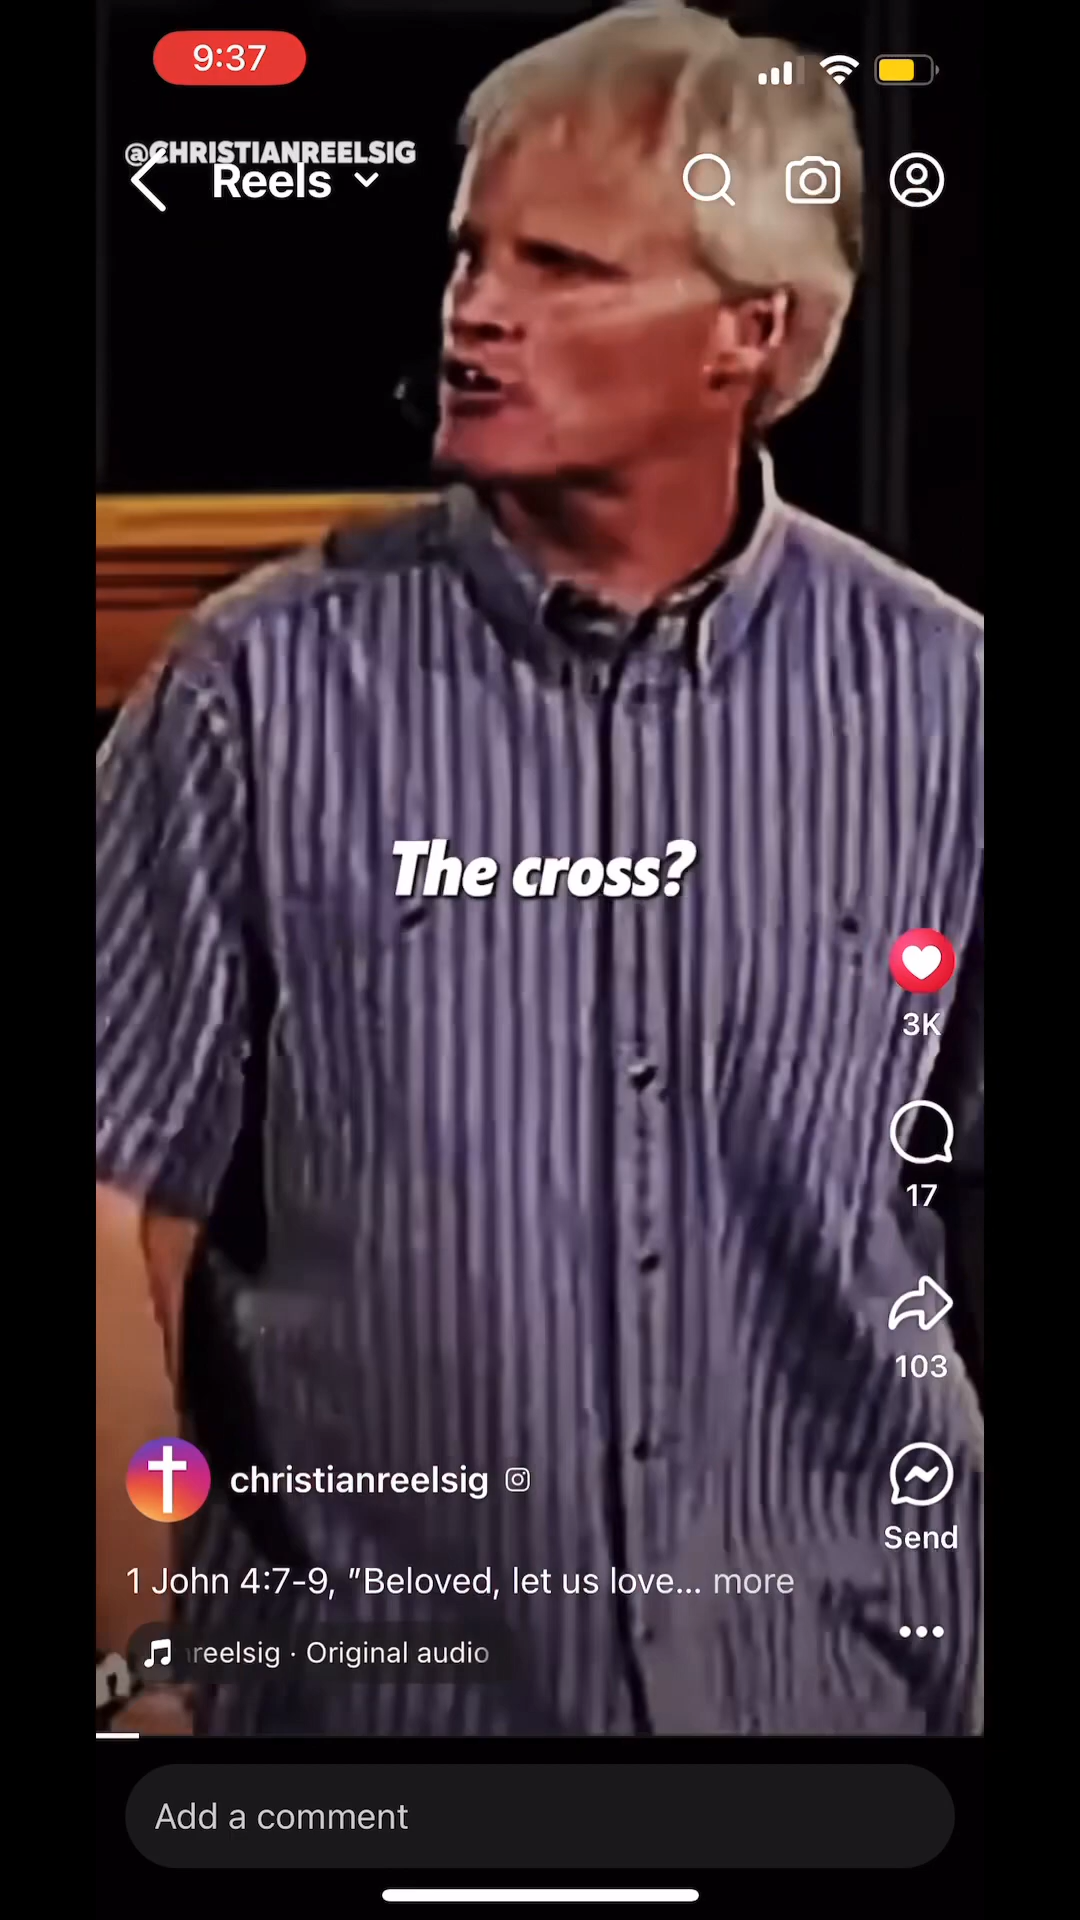 9:37
@CHRISTIANREELSIG
Reels
The cross?
3K
17
103
christianreelsig
Send
1 John 4:7-9, "Beloved, let us love... more
reelsig · Original audio
Add a comment